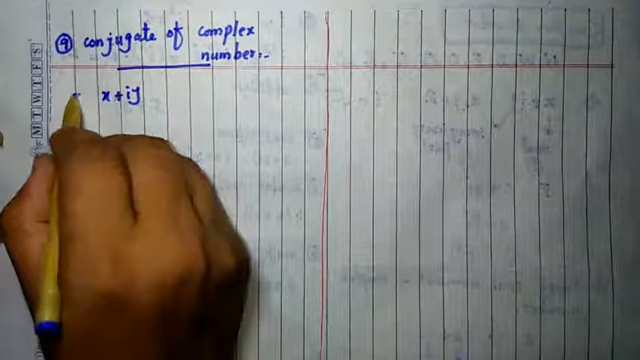 9 conjugate of complex
number:-
- x+iy
M T W T F S